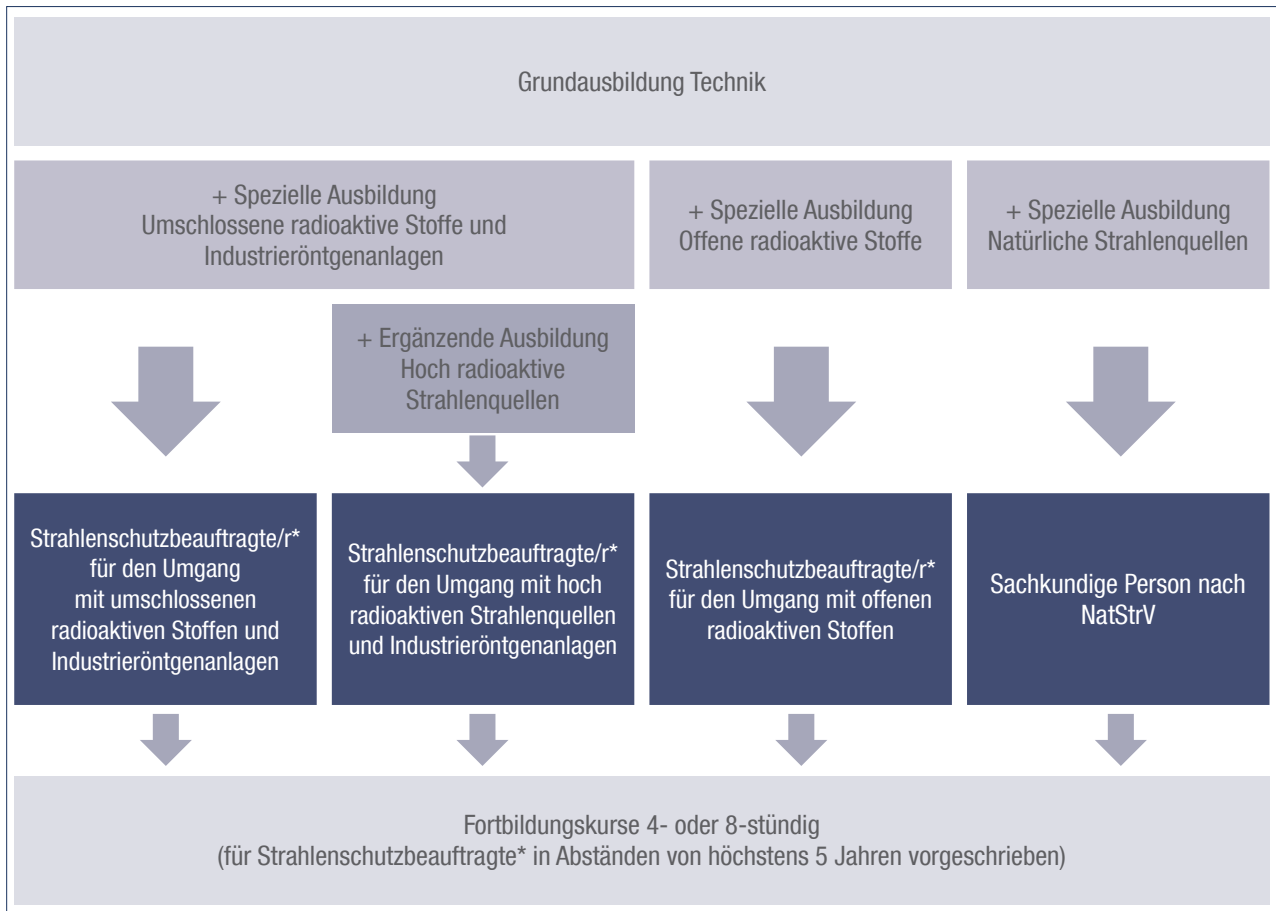 Grundausbildung Technik
+ Spezielle Ausbildung
Umschlossene radioaktive Stoffe und
Industrieröntgenanlagen
+ Spezielle Ausbildung
Offene radioaktive Stoffe
+ Spezielle Ausbildung
Natürliche Strahlenquellen
+ Ergänzende Ausbildung
Hoch radioaktive
Strahlenquellen
Strahlenschutzbeauftragte/r*
für den Umgang
mit umschlossenen
radioaktiven Stoffen und
Industrieröntgenanlagen
Strahlenschutzbeauftragte/r*
für den Umgang mit hoch
radioaktiven Strahlenquellen
und Industrieröntgenanlagen
Strahlenschutzbeauftragte/r*
für den Umgang mit offenen
radioaktiven Stoffen
Sachkundige Person nach
NatStrV
Fortbildungskurse 4- oder 8-stündig
(für Strahlenschutzbeauftragte* in Abständen von höchstens 5 Jahren vorgeschrieben)